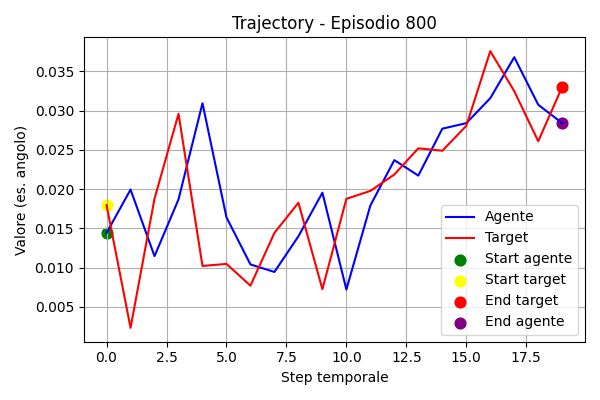 Trajectory - Episodio 800
Valore (es. angolo)
0.035
0.030
0.025
0.020
0.015
0.010
0.005
0.0
2.5
5.0
7.5
10.0
12.5
15.0
17.5
Step temporale
Agente
Target
Start agente
Start target
End target
End agente